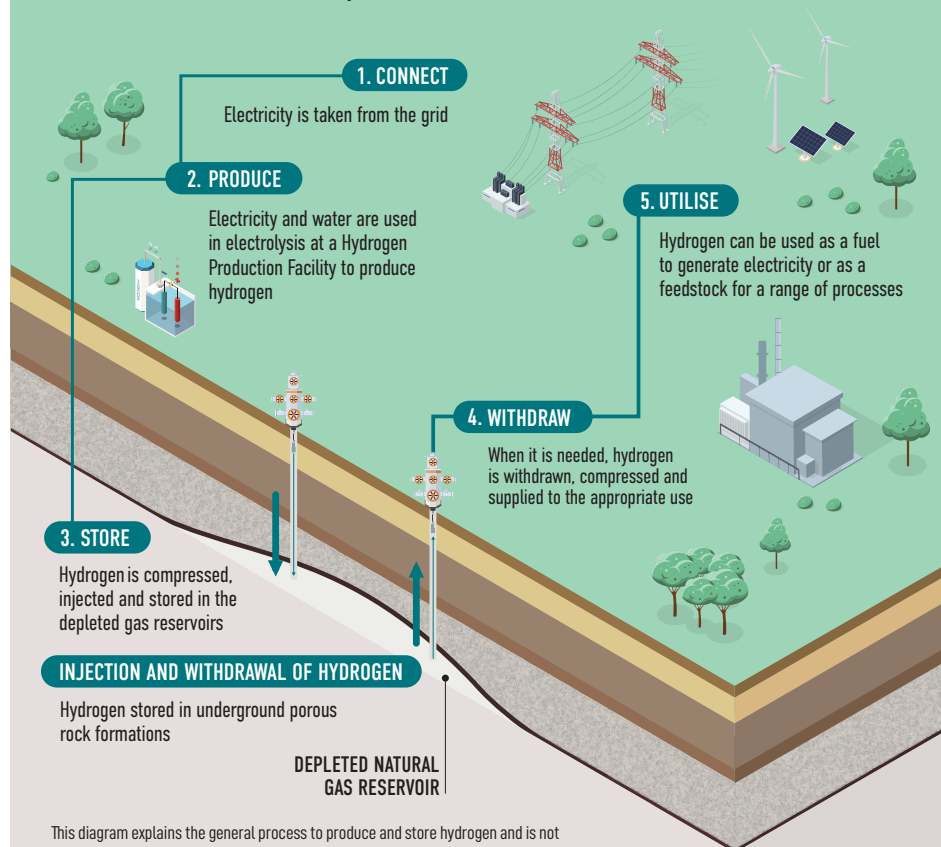 1. CONNECT
Electricity is taken from the grid
2. PRODUCE
Electricity and water are used
in electrolysis at a Hydrogen
Production Facility to produce
hydrogen
5. UTILISE
Hydrogen can be used as a fuel
to generate electricity or as a
feedstock for a range of processes
4. WITHDRAW
When it is needed, hydrogen
is withdrawn, compressed and
supplied to the appropriate use
3. STORE
Hydrogen is compressed,
injected and stored in the
depleted gas reservoirs
INJECTION AND WITHDRAWAL OF HYDROGEN
Hydrogen stored in underground porous
rock formations
DEPLETED NATURAL
GAS RESERVOIR
This diagram explains the general process to produce and store hydrogen and is not